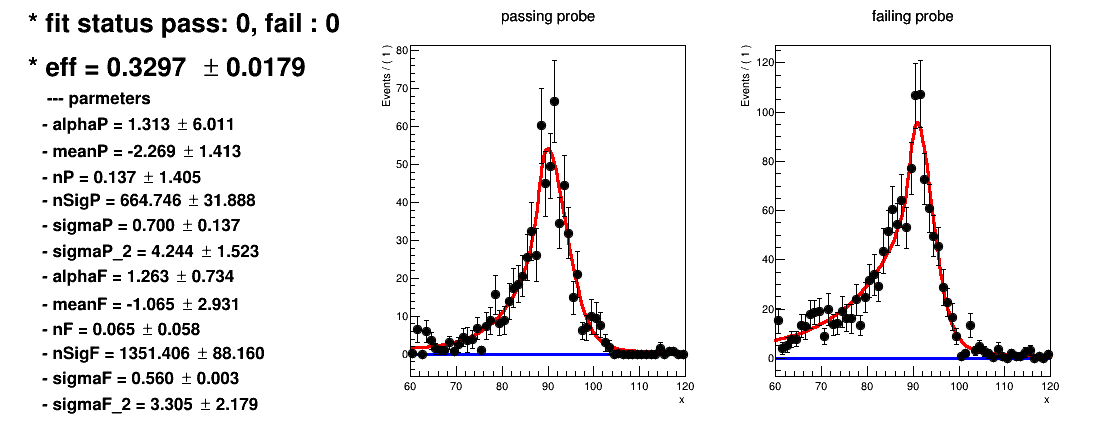 * fit status pass: 0, fail : 0
* eff = 0.3297 ± 0.0179
--- parmeters
- alphaP = 1.313 ± 6.011
- meanP = -2.269 ± 1.413
- nP = 0.137 ± 1.405
- nSigP = 664.746 ± 31.888
- sigmaP = 0.700 ± 0.137
- sigmaP_2 = 4.244 ± 1.523
- alphaF = 1.263 ± 0.734
- meanF = -1.065 ± 2.931
- nF = 0.065 ± 0.058
- nSigF = 1351.406 ± 88.160
- sigmaF = 0.560 ± 0.003
- sigmaF_2 = 3.305 ± 2.179
passing probe
Events / ( 1 )
80
70
60
50
40
30
20
10
0
60 70 80 90 100 110 120
x
failing probe
Events / ( 1 )
120
100
80
60
40
20
0
60 70 80 90 100 110 120
x